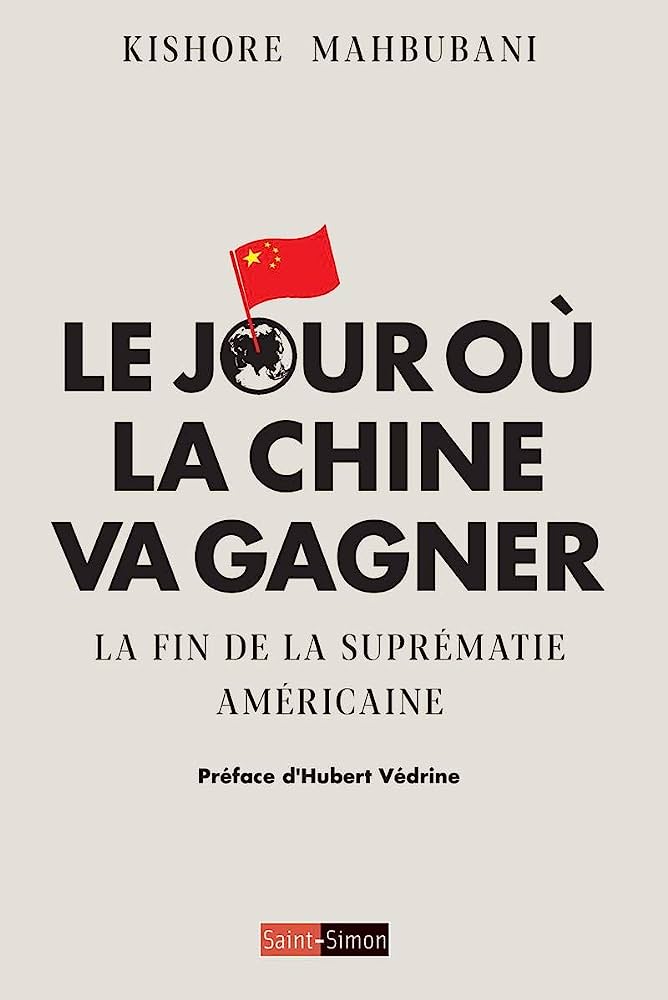 KISHORE MAHBUBANI
LE JOUR OÙ
LA CHINE
VA GAGNER
LA FIN DE LA SUPRÉMATIE
AMÉRICAINE
Préface d'Hubert Védrine
Saint-Simon